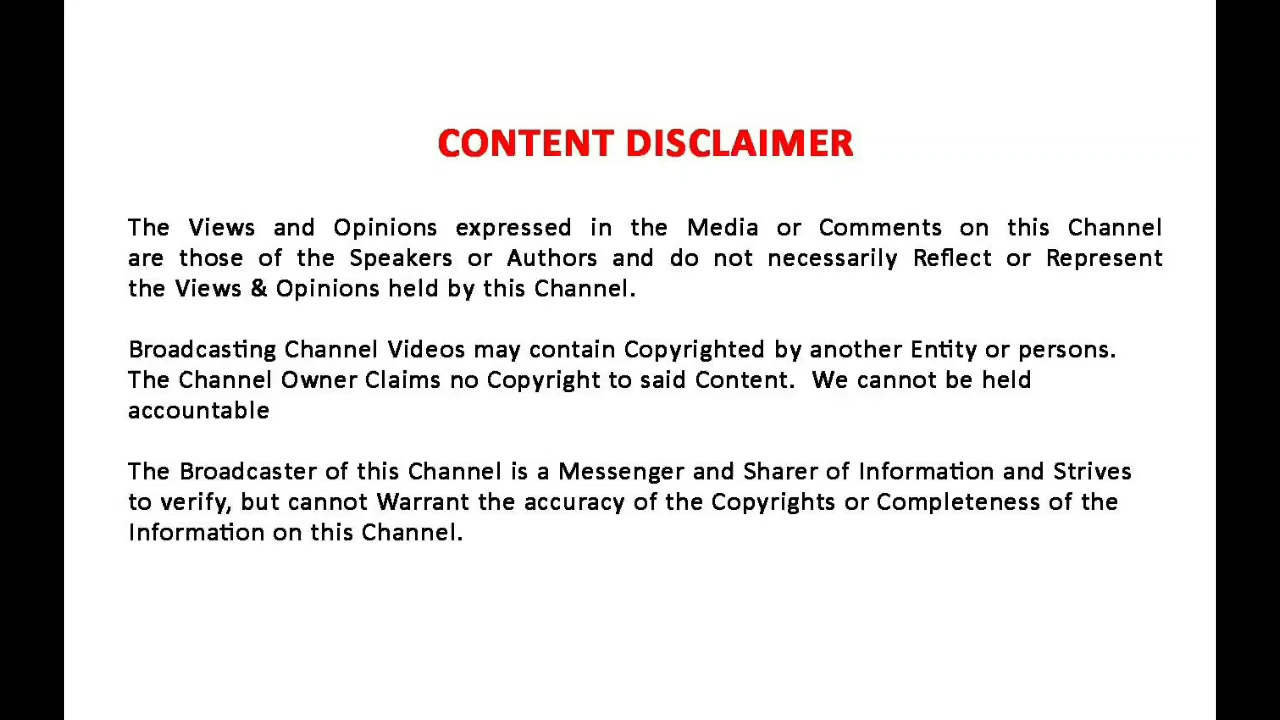 CONTENT DISCLAIMER
The Views and Opinions expressed in the Media or Comments on this Channel
are those of the Speakers or Authors and do not necessarily Reflect or Represent
the Views & Opinions held by this Channel.
Broadcasting Channel Videos may contain Copyrighted by another Entity or persons.
The Channel Owner Claims no Copyright to said Content.  We cannot be held
accountable
The Broadcaster of this Channel is a Messenger and Sharer of Information and Strives
to verify, but cannot Warrant the accuracy of the Copyrights or Completeness of the
Information on this Channel.